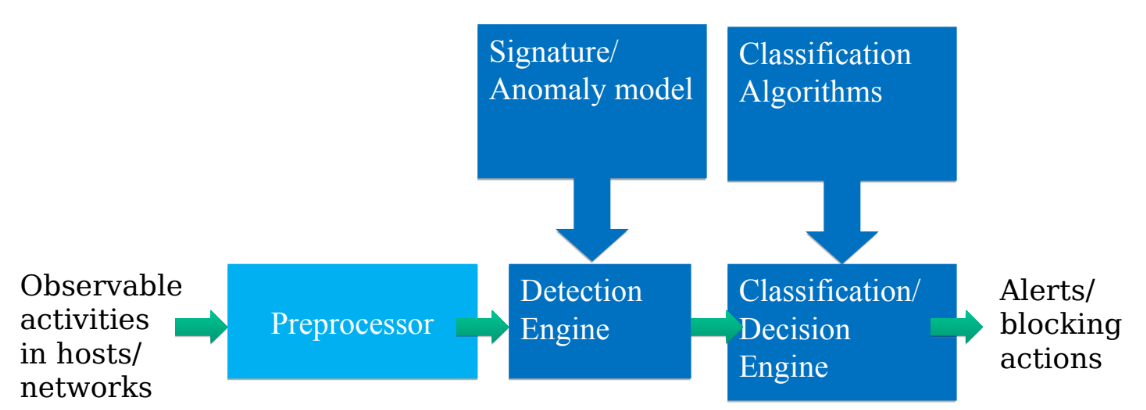 Signature/
Anomaly model
Classification
Algorithms
Observable
activities
in hosts/
networks
Preprocessor
Detection
Engine
Classification/
Decision
Engine
Alerts/
blocking
actions